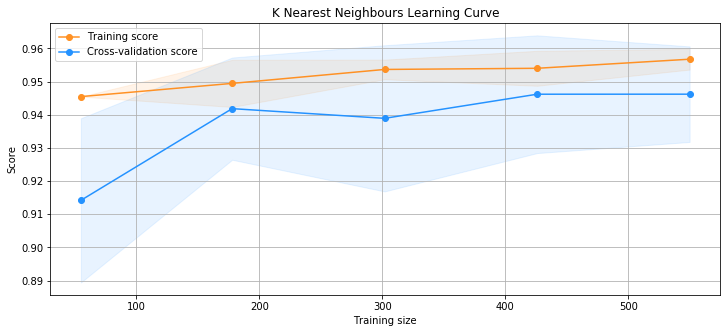 K Nearest Neighbours Learning Curve
Training score
Cross-validation score
0.96
0.95
0.94
0.93
0.92
0.91
0.90
0.89
Score
100 200 300 400 500
Training size